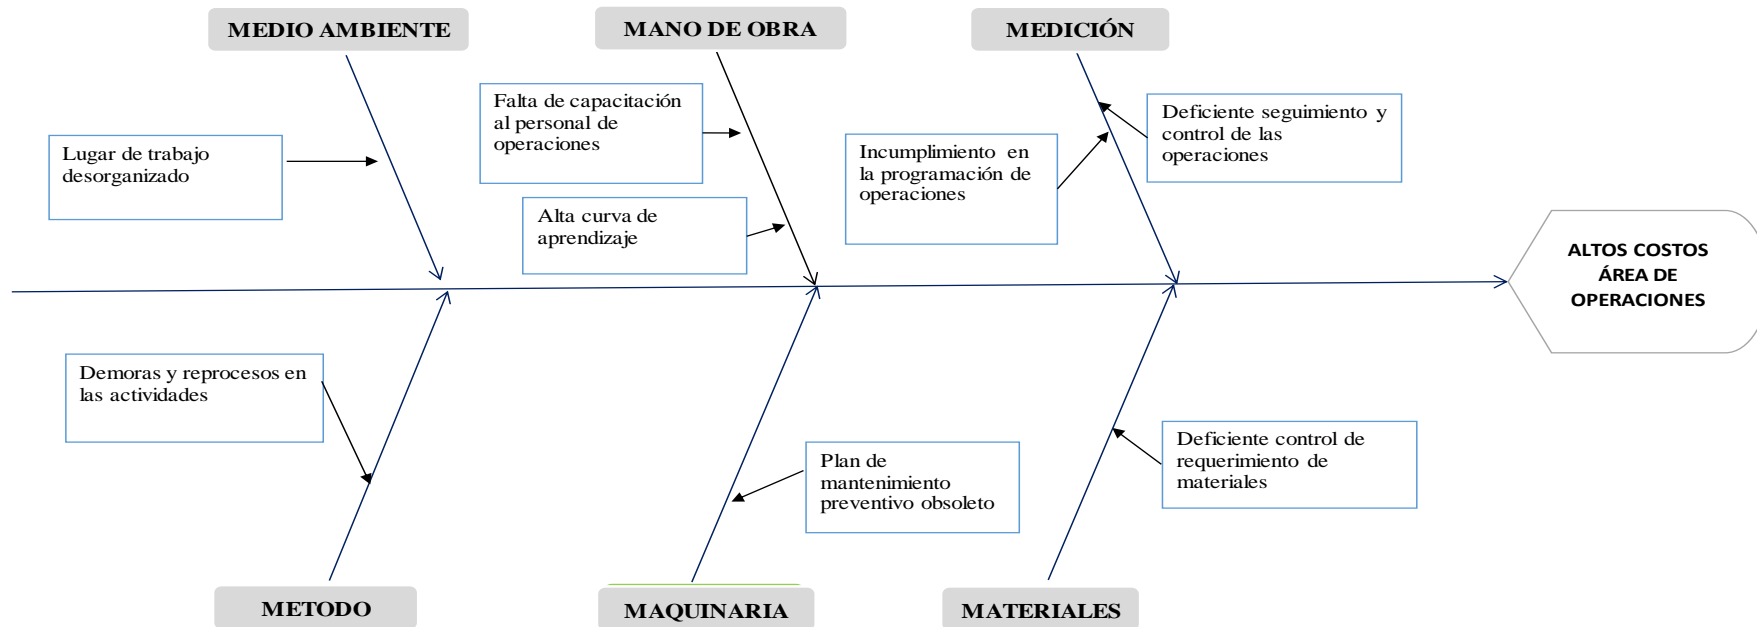 MEDIO AMBIENTE
MANO DE OBRA
MEDICIÓN
Falta de capacitación
al personal de
operaciones
Deficiente seguimiento y
control de las
operaciones
Lugar de trabajo
desorganizado
Incumplimiento en
la programación de
operaciones
Alta curva de
aprendizaje
ALTOS COSTOS
ÁREA DE
OPERACIONES
Demoras y reprocesos en
las actividades
Plan de
mantenimiento
preventivo obsoleto
Deficiente control de
requerimiento de
materiales
METODO
MAQUINARIA
MATERIALES